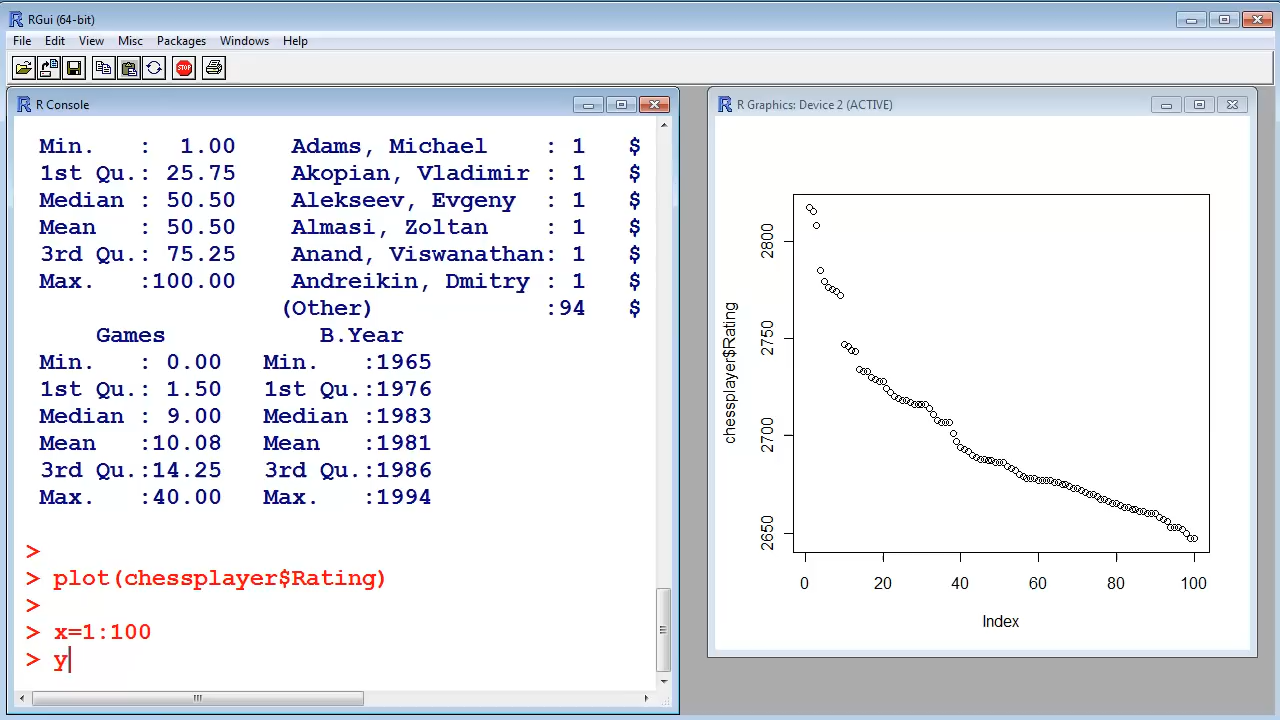 RGui (64-bit)
File Edit View Misc Packages Windows Help
STOP
R Console
Min.   :  1.00    Adams, Michael    : 1   $
1st Qu.: 25.75    Akopian, Vladimir : 1   $
Median : 50.50    Alekseev, Evgeny  : 1   $
Mean   : 50.50    Almasi, Zoltan    : 1   $
3rd Qu.: 75.25    Anand, Viswanathan: 1   $
Max.   :100.00    Andreikin, Dmitry : 1   $
(Other)            :94   $
Games           B.Year
Min.   : 0.00   Min.   :1965
1st Qu.: 1.50   1st Qu.:1976
Median : 9.00   Median :1983
Mean   :10.08   Mean   :1981
3rd Qu.:14.25   3rd Qu.:1986
Max.   :40.00   Max.   :1994
>
> plot(chessplayer$Rating)
>
> x=1:100
> y
R Graphics: Device 2 (ACTIVE)
chessplayer$Rating
2800
2750
2700
2650
0 20 40 60 80 100
Index